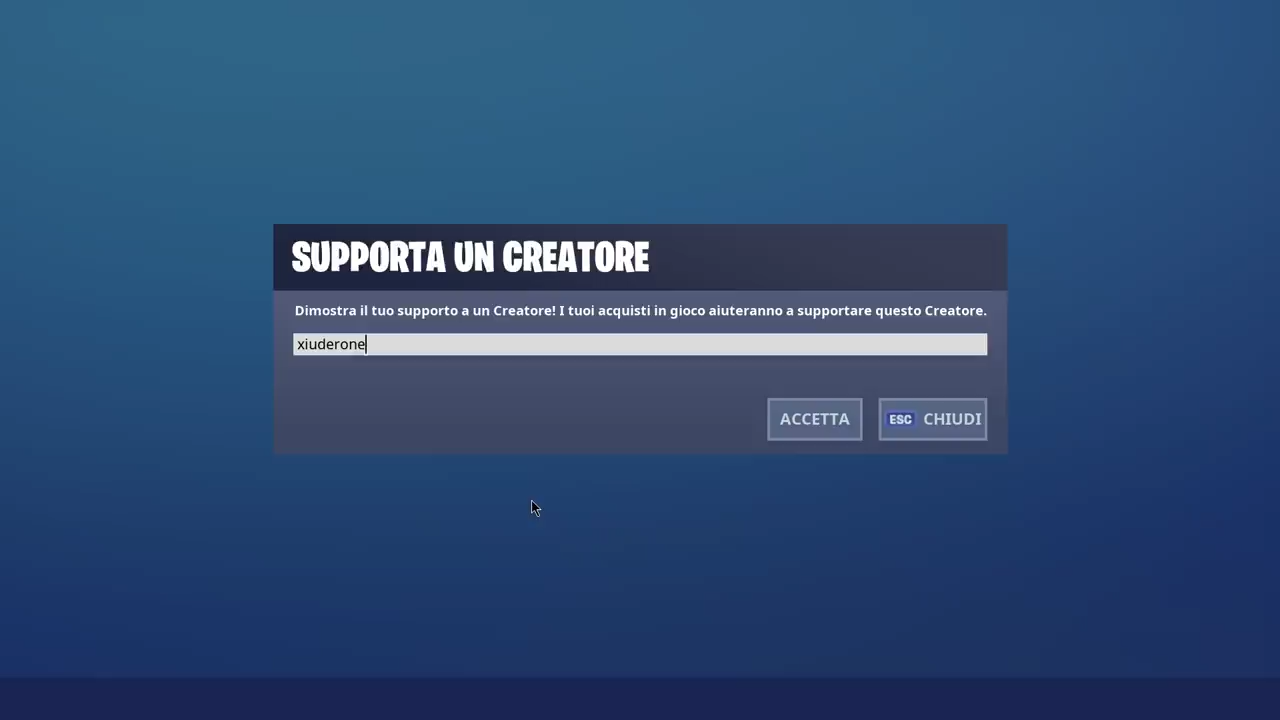 SUPPORTA UN CREATORE
Dimostra il tuo supporto a un Creatore! I tuoi acquisti in gioco aiuteranno a supportare questo Creatore.
xiuderone
ACCETTA
ESC CHIUDI